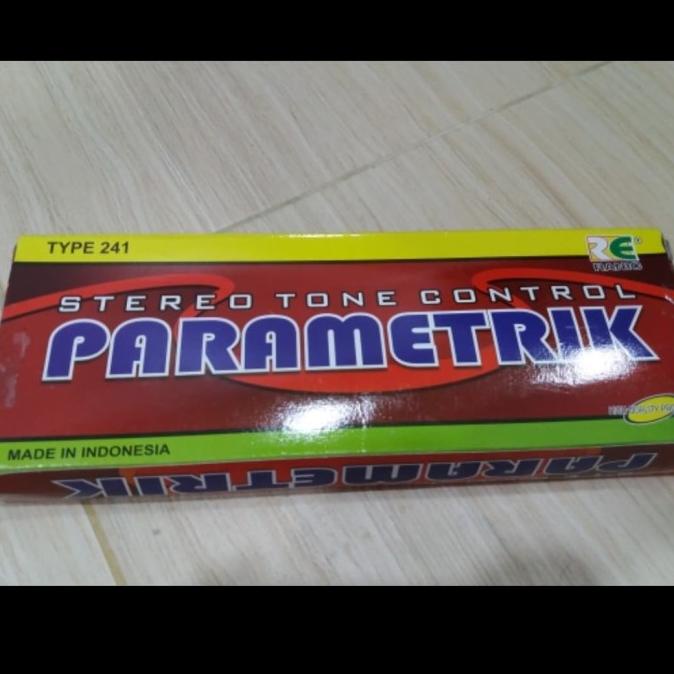 TYPE 241
RE
STEREO TONE CONTROL
PARAMETRIK
MADE IN INDONESIA
PARAMETRIK